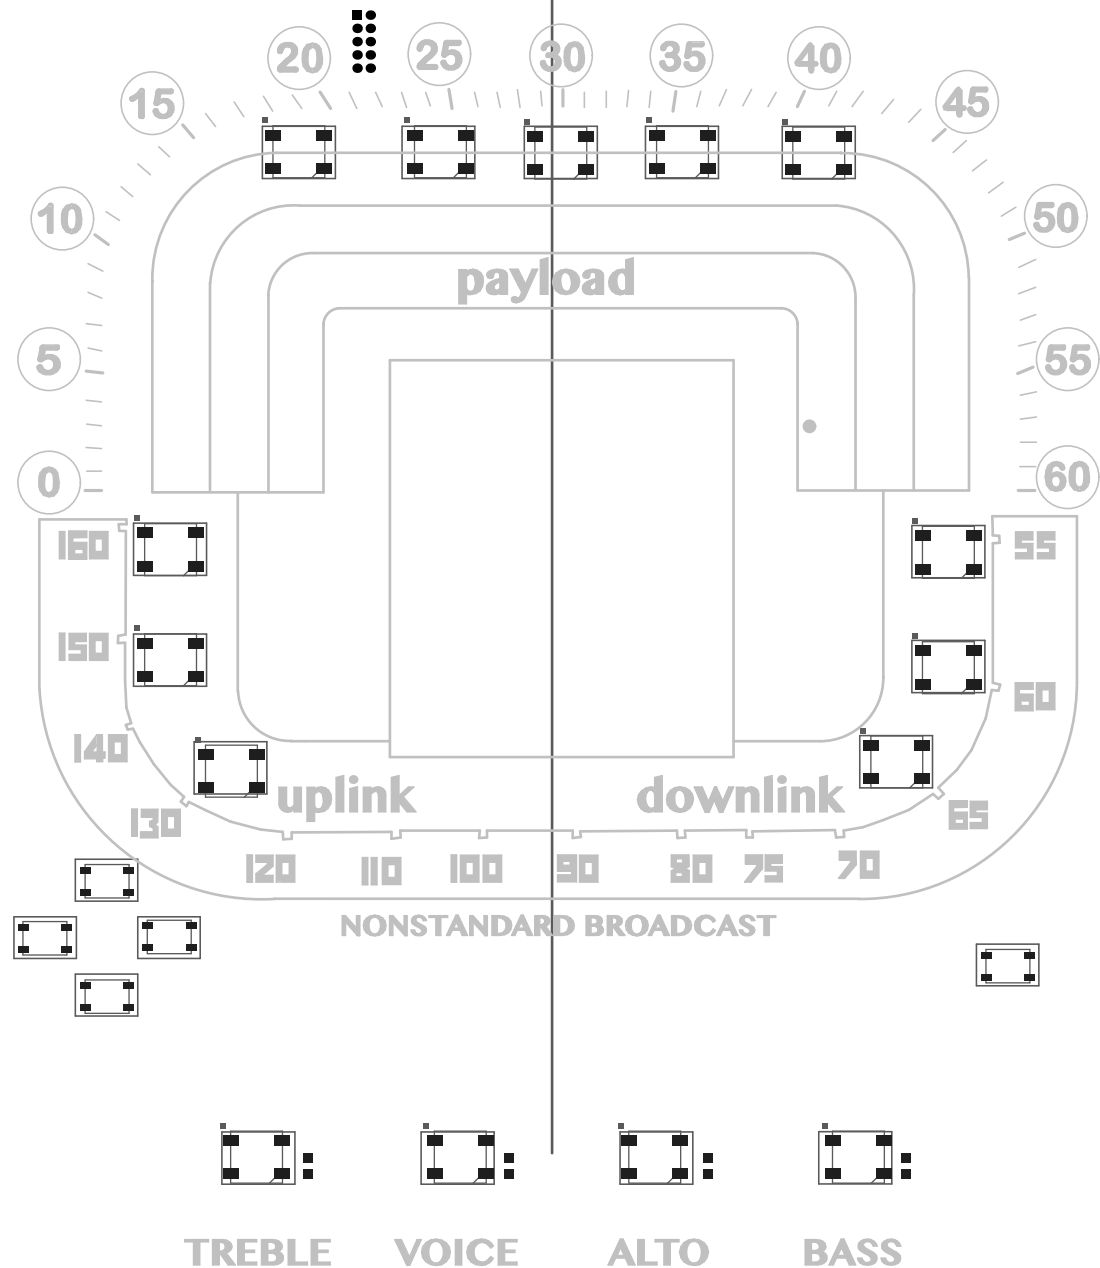 20 25 30 35 40
15 45
10 50
payload
5 55
0 60
160 55
150 60
140
uplink downlink
130 65
120 110 100 90 80 75 70
NONSTANDARD BROADCAST
TREBLE VOICE ALTO BASS